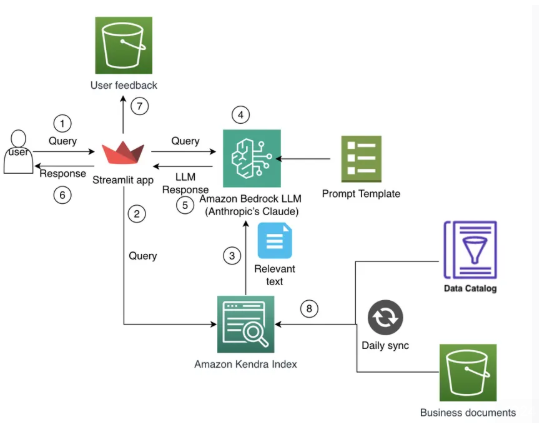 User feedback
7
4
1
Query
Query
user
Response
Streamlit app
LLM
Response
Amazon Bedrock LLM
(Anthropic's Claude)
Prompt Template
6
5
2
Query
3
Relevant
text
Data Catalog
8
Daily sync
Amazon Kendra Index
Business documents